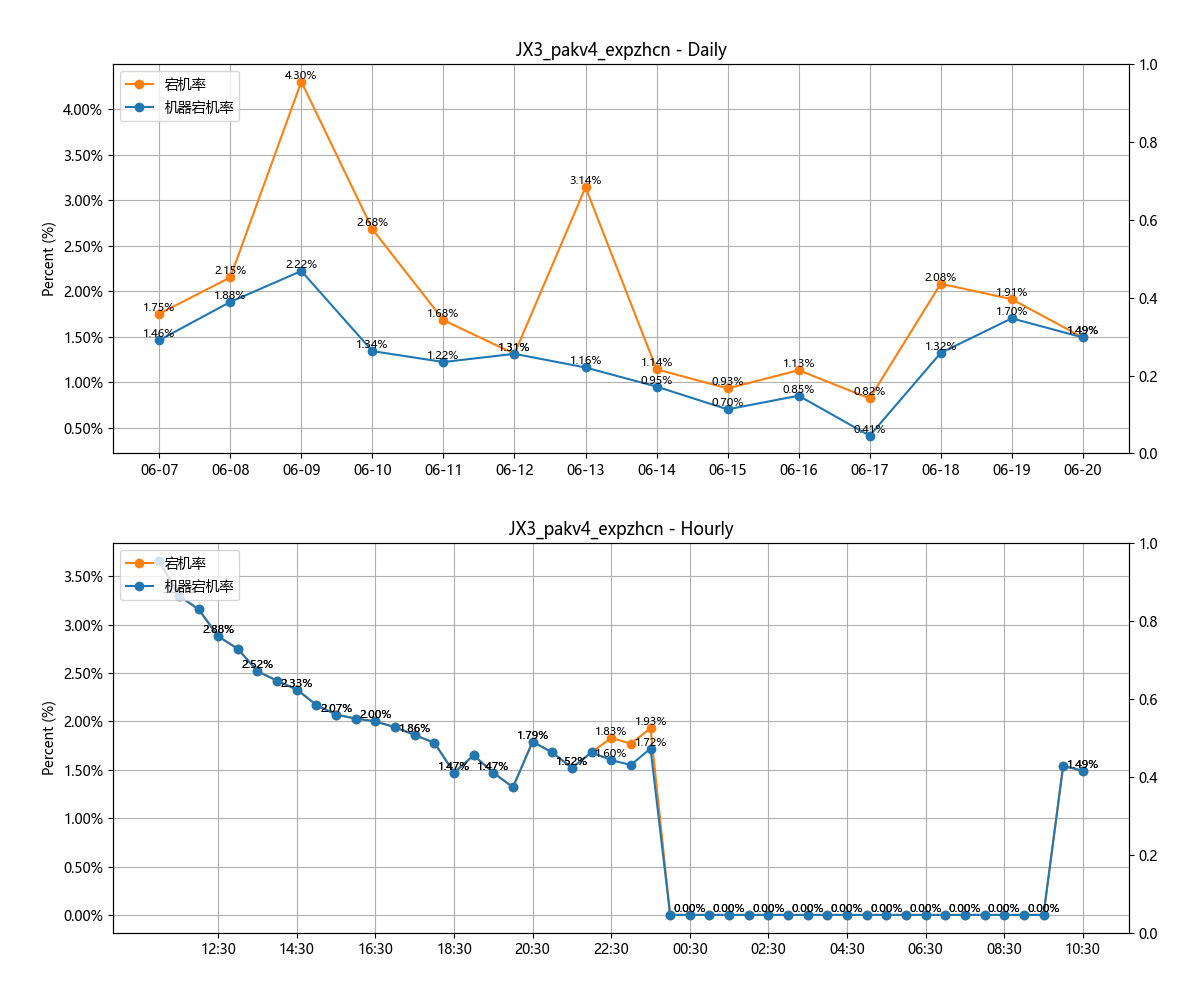 JX3_pakv4_expzhcn - Daily
宕机率
机器宕机率
Percent (%)
4.00%
3.50%
3.00%
2.50%
2.00%
1.50%
1.00%
0.50%
1.0
0.8
0.6
0.4
0.2
0.0
1.75% 2.15% 4.30% 2.68% 1.68% 1.31% 3.14% 1.14% 0.93% 1.13% 0.82% 2.08% 1.91% 1.49%
1.46% 1.88% 2.22% 1.34% 1.22% 1.31% 1.16% 0.95% 0.70% 0.85% 0.41% 1.32% 1.70% 1.49%
06-07 06-08 06-09 06-10 06-11 06-12 06-13 06-14 06-15 06-16 06-17 06-18 06-19 06-20
JX3_pakv4_expzhcn - Hourly
宕机率
机器宕机率
Percent (%)
3.50%
3.00%
2.50%
2.00%
1.50%
1.00%
0.50%
0.00%
1.0
0.8
0.6
0.4
0.2
0.0
2.88% 2.52% 2.33% 2.07% 2.00% 1.86% 1.47% 1.47% 1.79% 1.52% 1.83% 1.93%
1.60% 1.72%
0.00% 0.00% 0.00% 0.00% 0.00% 0.00% 0.00% 0.00% 0.00% 0.00% 1.49%
12:30 14:30 16:30 18:30 20:30 22:30 00:30 02:30 04:30 06:30 08:30 10:30